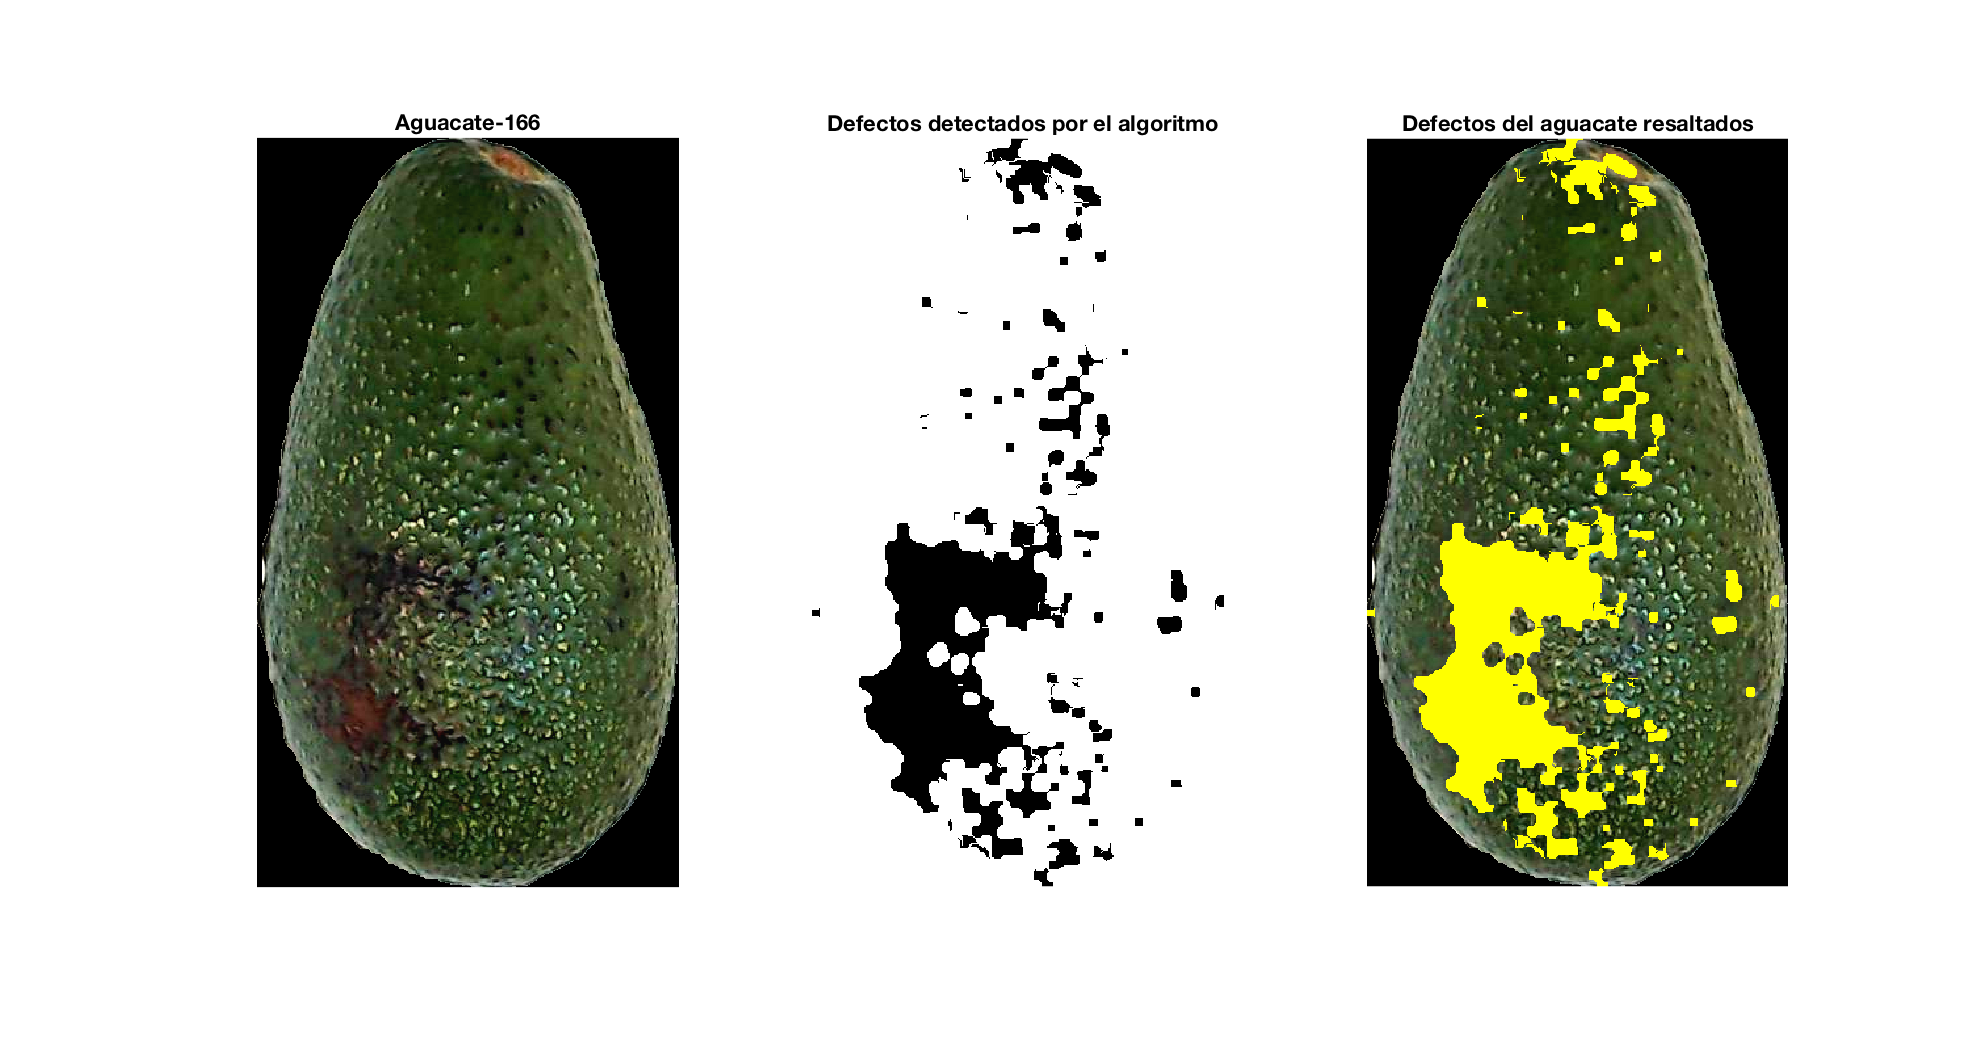 Aguacate-166
Defectos detectados por el algoritmo
Defectos del aguacate resaltados